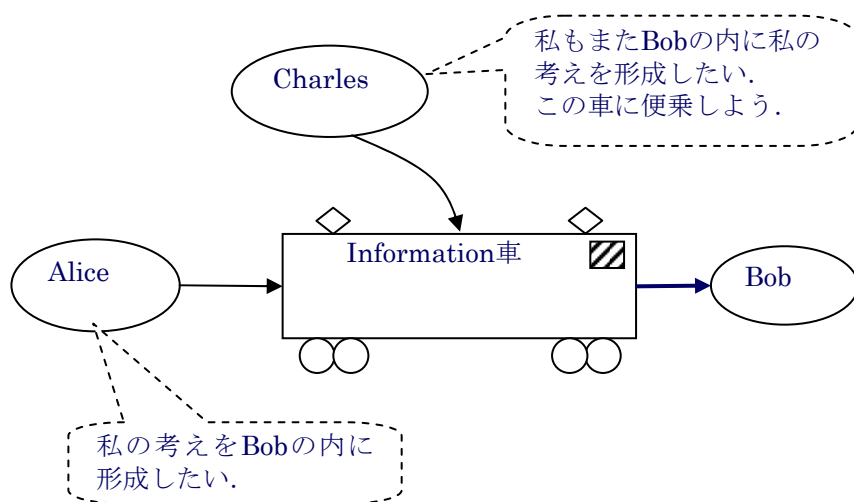 私もまたBobの内に私の
考えを形成したい.
この車に便乗しよう.
Charles
Information車
Alice
Bob
私の考えをBobの内に
形成したい.